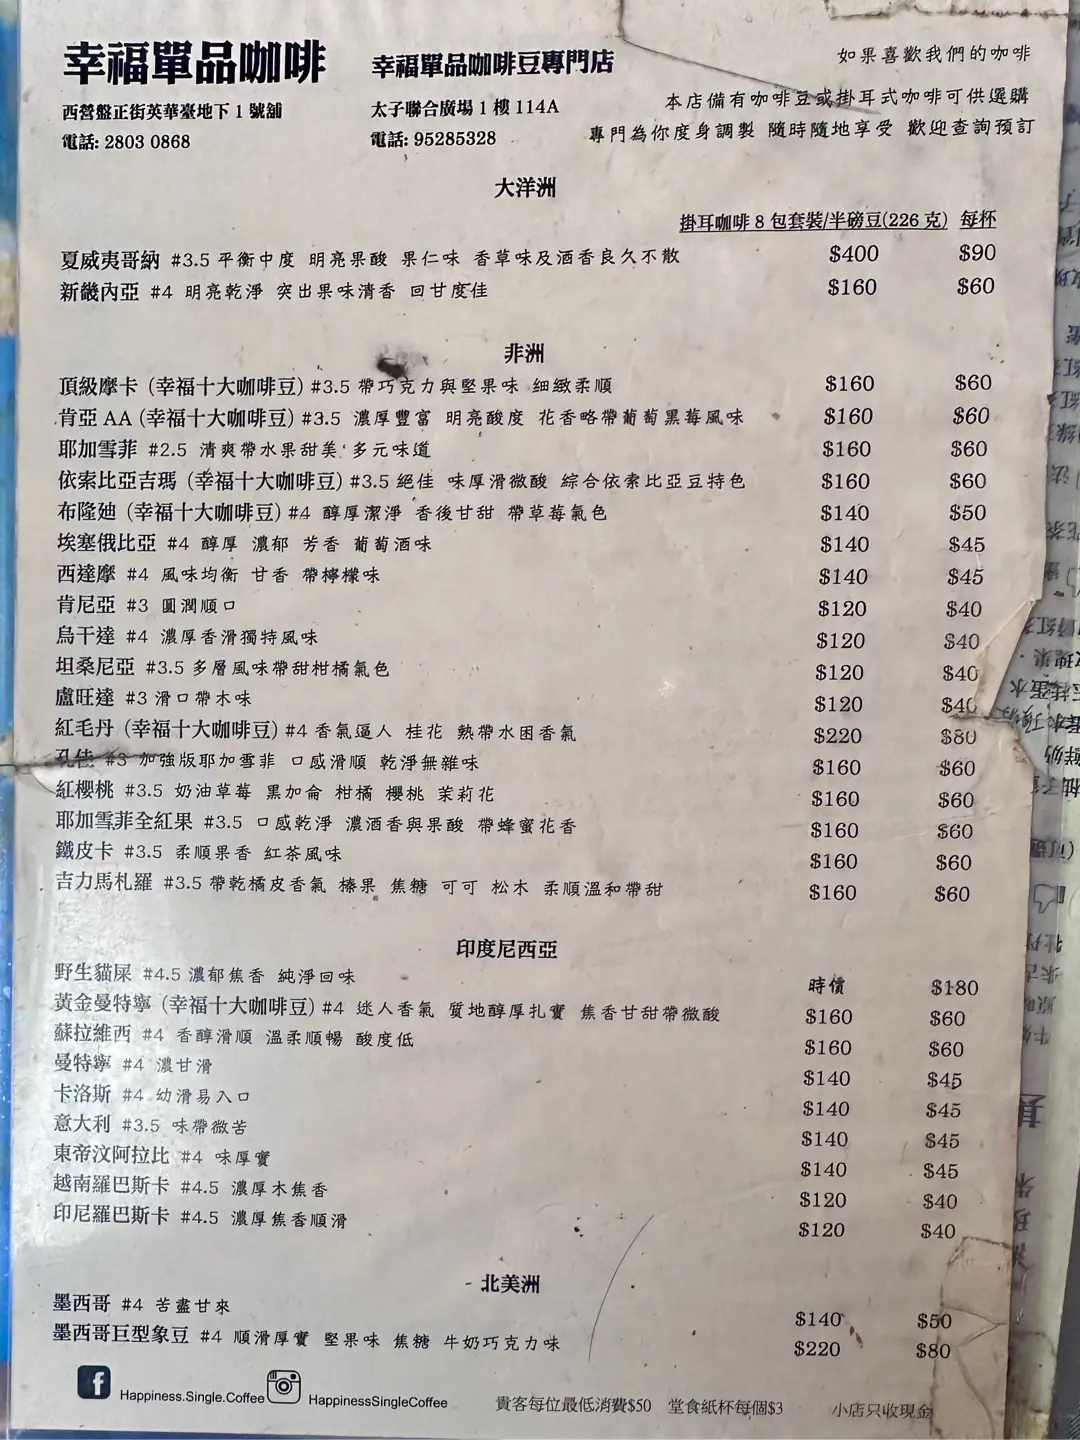 幸福單品咖啡
西營盤正街英華臺地下 1 號舖
電話: 2803 0868
幸福單品咖啡豆專門店
太子聯合廣場 1 樓 114A
電話: 95285328
如果喜歡我們的咖啡
本店備有咖啡豆或掛耳式咖啡可供選購
專門為你度身調製 隨時隨地享受 歡迎查詢預訂
大洋洲
掛耳咖啡 8 包套裝/半磅豆(226 克) 每杯
夏威夷哥納 #3.5 平衡中度 明亮果酸 果仁味 香草味及酒香良久不散 $400 $90
新畿內亞 #4 明亮乾淨 突出果味清香 回甘度佳 $160 $60
非洲
頂級摩卡 (幸福十大咖啡豆) #3.5 帶巧克力與堅果味 細緻柔順 $160 $60
肯亞 AA (幸福十大咖啡豆) #3.5 濃厚豐富 明亮酸度 花香略帶葡萄黑莓風味 $160 $60
耶加雪菲 #2.5 清爽帶水果甜美 多元味道 $160 $60
依索比亞吉瑪 (幸福十大咖啡豆) #3.5 絕佳 味厚滑微酸 綜合依索比亞豆特色 $160 $60
布隆廸 (幸福十大咖啡豆) #4 醇厚潔淨 香後甘甜 帶草莓氣色 $140 $50
埃塞俄比亞 #4 醇厚 濃郁 芳香 葡萄酒味 $140 $45
西達摩 #4 風味均衡 甘香 帶檸檬味 $140 $45
肯尼亞 #3 圓潤順口 $120 $40
烏干達 #4 濃厚香滑獨特風味 $120 $40
坦桑尼亞 #3.5 多層風味帶甜柑橘氣色 $120 $40
盧旺達 #3 滑口帶木味 $120 $40
紅毛丹 (幸福十大咖啡豆) #4 香氣逼人 桂花 熱帶水囷香氣 $220 $80
孔佳 #3 加強版耶加雪菲 口感滑順 乾淨無雜味 $160 $60
紅櫻桃 #3.5 奶油草莓 黑加侖 柑橘 櫻桃 茉莉花 $160 $60
耶加雪菲全紅果 #3.5 口感乾淨 濃酒香與果酸 帶蜂蜜花香 $160 $60
鐵皮卡 #3.5 柔順果香 紅茶風味 $160 $60
吉力馬札羅 #3.5 帶乾橘皮香氣 榛果 焦糖 可可 松木 柔順溫和帶甜 $160 $60
印度尼西亞
野生貓屎 #4.5 濃郁焦香 純淨回味 時價 $180
黃金曼特寧 (幸福十大咖啡豆) #4 迷人香氣 質地醇厚扎實 焦香甘甜帶微酸 $160 $60
蘇拉維西 #4 香醇滑順 溫柔順暢 酸度低 $160 $60
曼特寧 #4 濃甘滑 $140 $45
卡洛斯 #4 幼滑易入口 $140 $45
意大利 #3.5 味帶微苦 $140 $45
東帝汶阿拉比 #4 味厚實 $140 $45
越南羅巴斯卡 #4.5 濃厚木焦香 $120 $40
印尼羅巴斯卡 #4.5 濃厚焦香順滑 $120 $40
北美洲
墨西哥 #4 苦盡甘來 $140 $50
墨西哥巨型象豆 #4 順滑厚實 堅果味 焦糖 牛奶巧克力味 $220 $80
Happiness.Single.Coffee HappinessSingleCoffee 貴客每位最低消費$50 堂食紙杯每個$3 小店只收現金